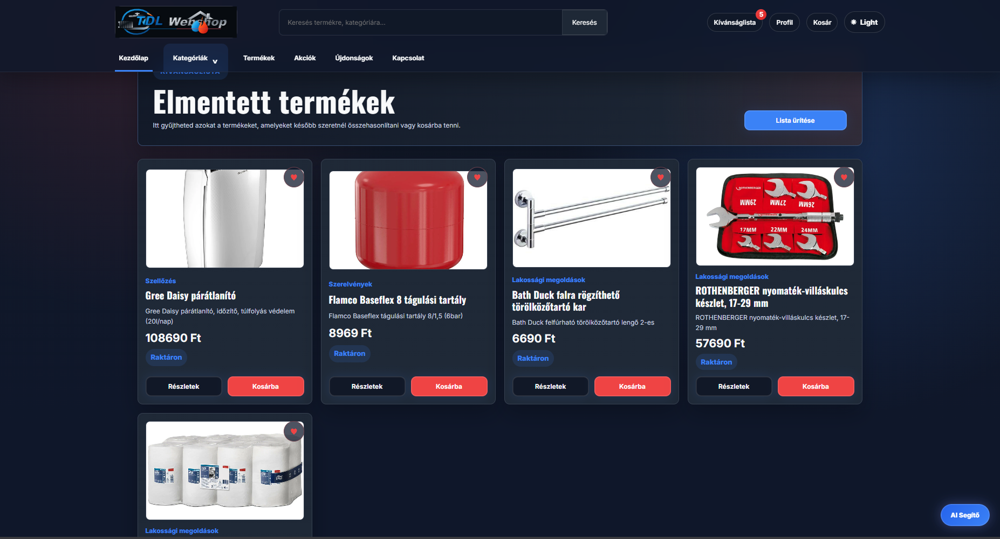 TDL Webshop
Keresés termékre, kategóriára...
Keresés
Kívánságlista
5
Profil
Kosár
Light
Kezdőlap
Kategóriák
Termékek
Akciók
Újdonságok
Kapcsolat
KÍVÁNSÁGLISTA
Elmentett termékek
Itt gyűjtheted azokat a termékeket, amelyeket később szeretnél összehasonlítani vagy kosárba tenni.
Lista ürítése
Szellőzés
Gree Daisy párátlanító
Gree Daisy párátlanító, időzítő, túlfolyás védelem
(20l/nap)
108690 Ft
Raktáron
Részletek
Kosárba
Szerelvények
Flamco Baseflex 8 tágulási tartály
Flamco Baseflex tágulási tartály 8/1,5 (6bar)
8969 Ft
Raktáron
Részletek
Kosárba
Lakossági megoldások
Bath Duck falra rögzíthető
törölközőtartó kar
Bath Duck felfúrható törölközőtartó lengő 2-es
6690 Ft
Raktáron
Részletek
Kosárba
ROTHENBERGER
29MM
27MM
26MM
17MM
22MM
24MM
Lakossági megoldások
ROTHENBERGER nyomaték-villáskulcs
készlet, 17-29 mm
ROTHENBERGER nyomaték-villáskulcs készlet, 17-
29 mm
57690 Ft
Raktáron
Részletek
Kosárba
Lakossági megoldások
AI Segítő